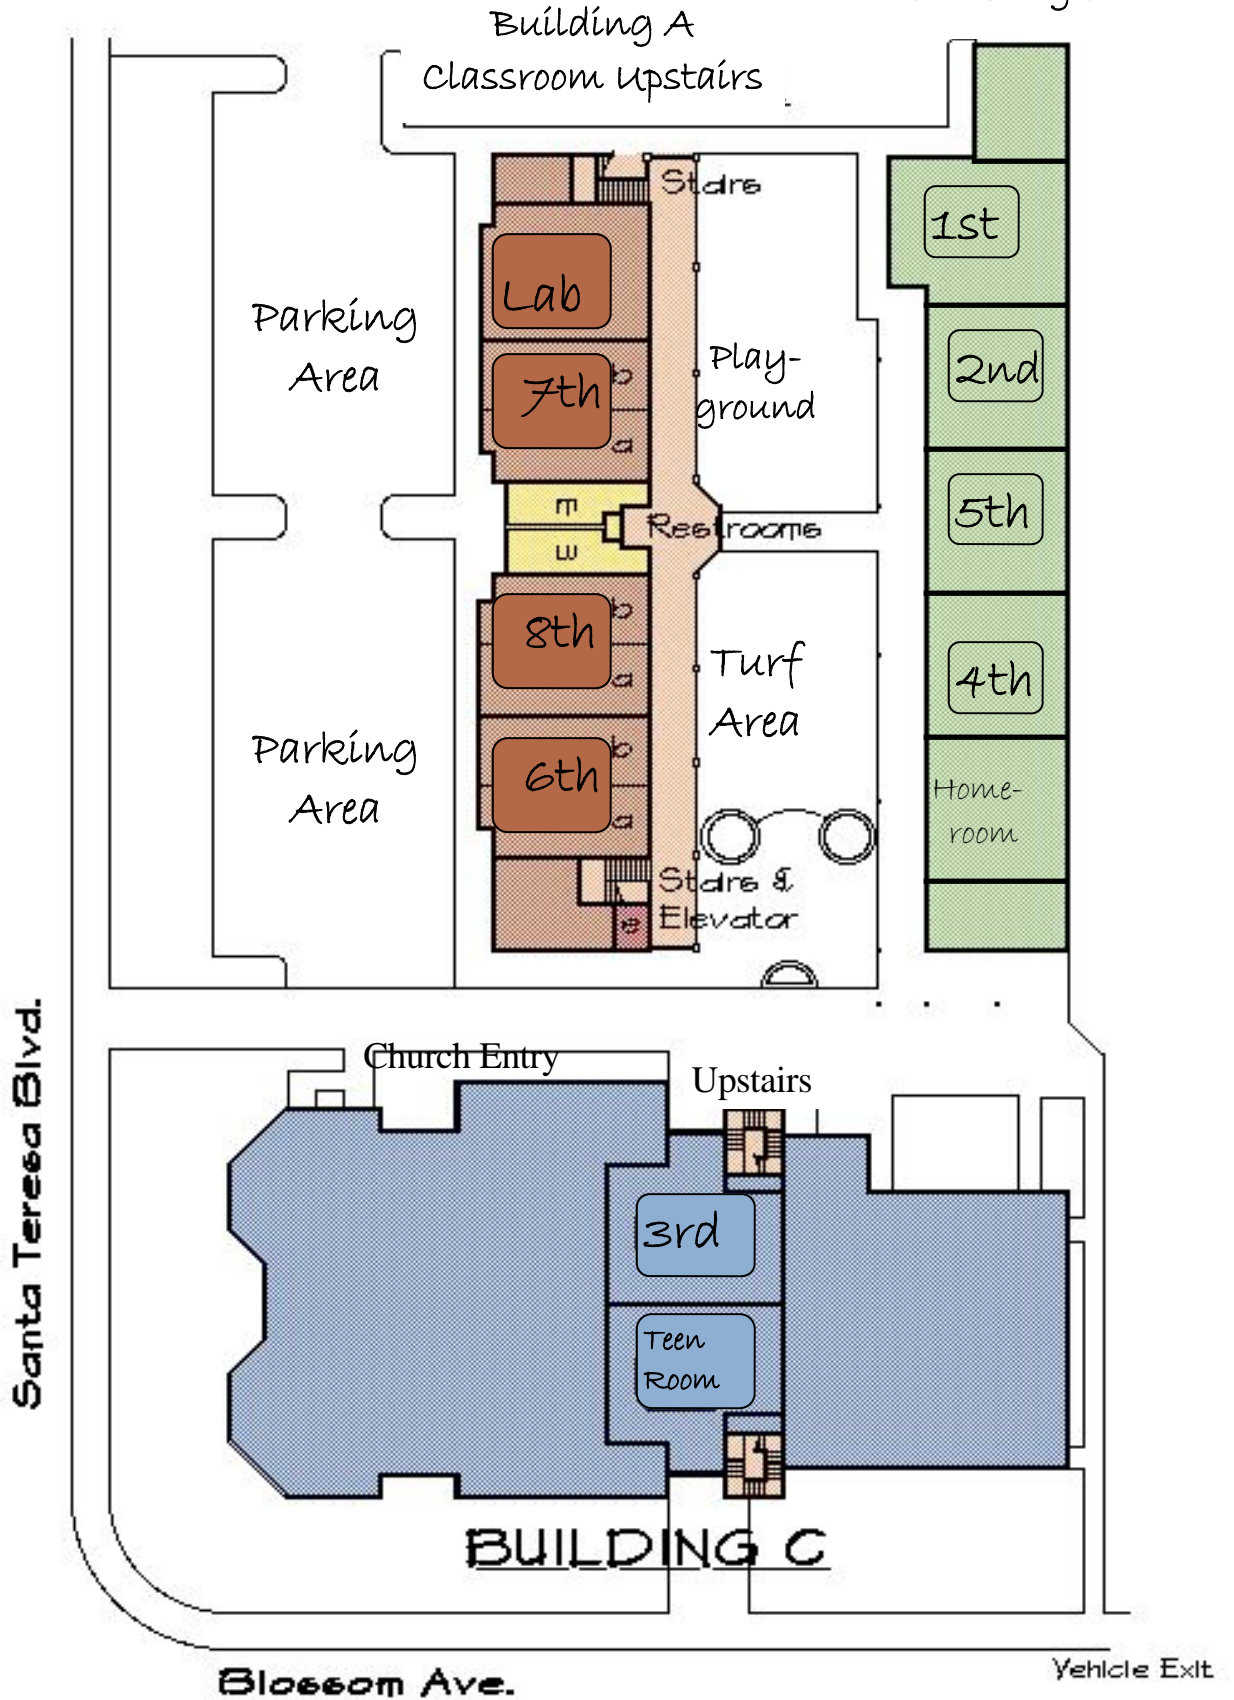 Building A
Classroom Upstairs
Stairs
1st
Lab
Parking
Area
2nd
Play-
ground
b
7th
a
5th
m
Restrooms
w
b
8th
a
Turf
Area
4th
Parking
Area
b
6th
a
Home-
room
Stairs &
Elevator
e
Santa Teresa Blvd.
Church Entry
Upstairs
3rd
Teen
Room
BUILDING C
Vehicle Exit
Blossom Ave.